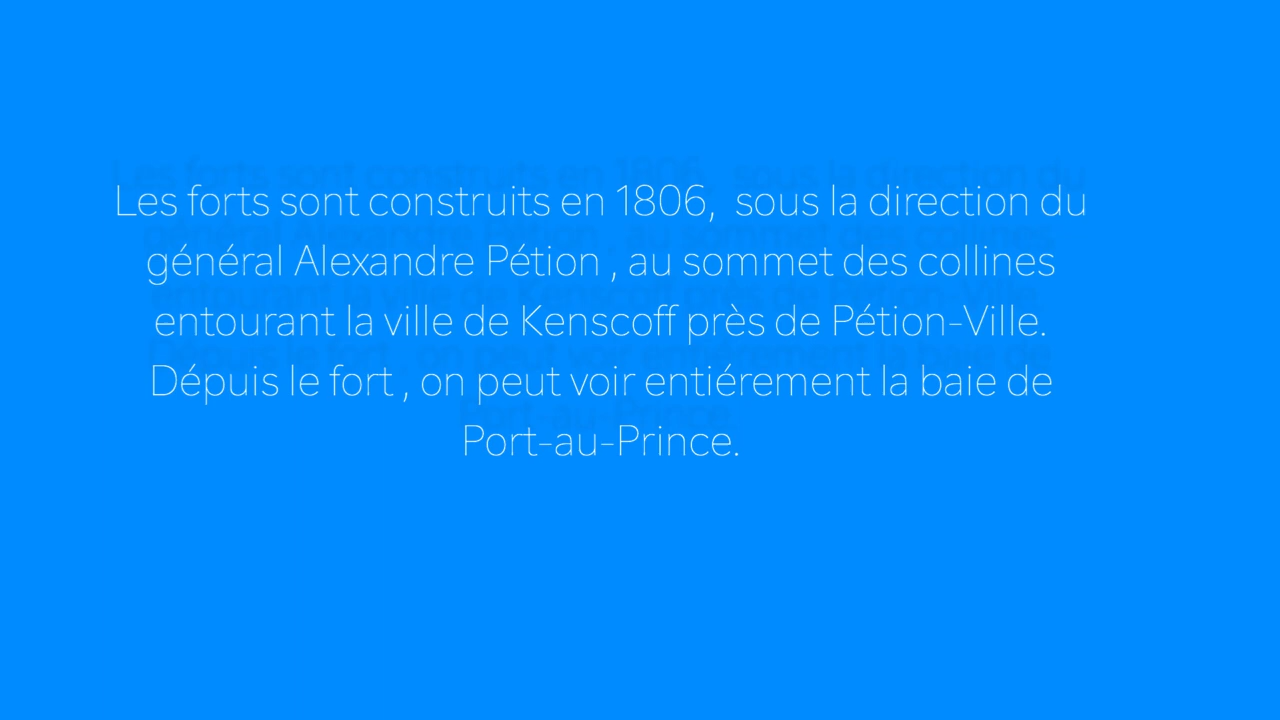 Les forts sont construits en 1806,  sous la direction du
général Alexandre Pétion , au sommet des collines
entourant la ville de Kenscoff près de Pétion-Ville.
Dépuis le fort , on peut voir entiérement la baie de
Port-au-Prince.